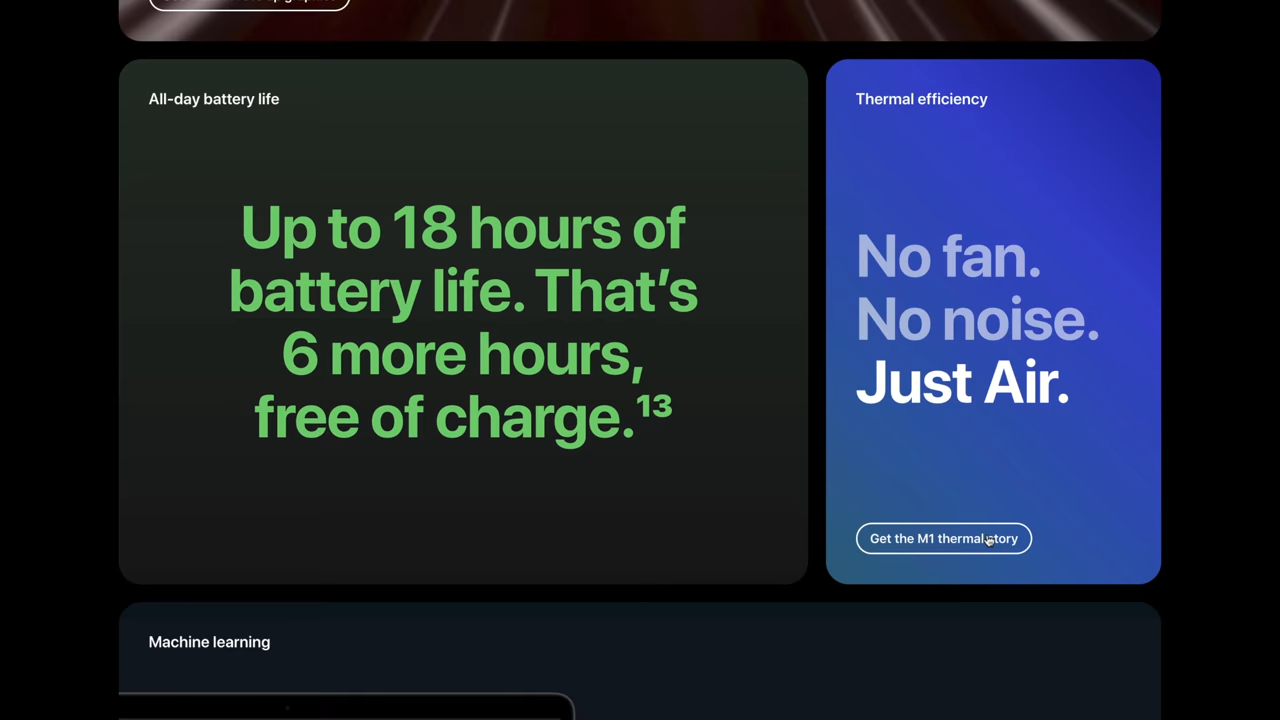 All-day battery life
Up to 18 hours of
battery life. That’s
6 more hours,
free of charge.¹³
Thermal efficiency
No fan.
No noise.
Just Air.
Get the M1 thermal story
Machine learning